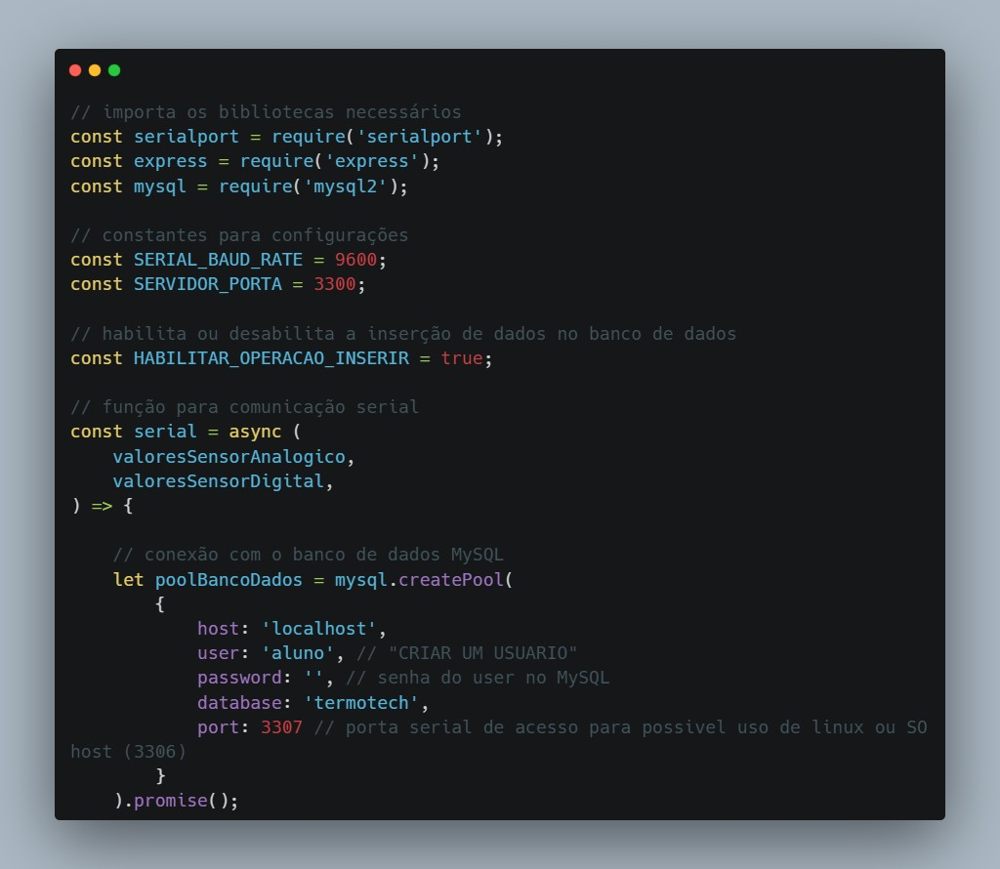 // importa os bibliotecas necessários
const serialport = require('serialport');
const express = require('express');
const mysql = require('mysql2');

// constantes para configurações
const SERIAL_BAUD_RATE = 9600;
const SERVIDOR_PORTA = 3300;

// habilita ou desabilita a inserção de dados no banco de dados
const HABILITAR_OPERACAO_INSERIR = true;

// função para comunicação serial
const serial = async (
    valoresSensorAnalogico,
    valoresSensorDigital,
) => {

    // conexão com o banco de dados MySQL
    let poolBancoDados = mysql.createPool(
        {
            host: 'localhost',
            user: 'aluno', // "CRIAR UM USUARIO"
            password: '', // senha do user no MySQL
            database: 'termotech',
            port: 3307 // porta serial de acesso para possivel uso de linux ou SO
host (3306)
        }
    ).promise();